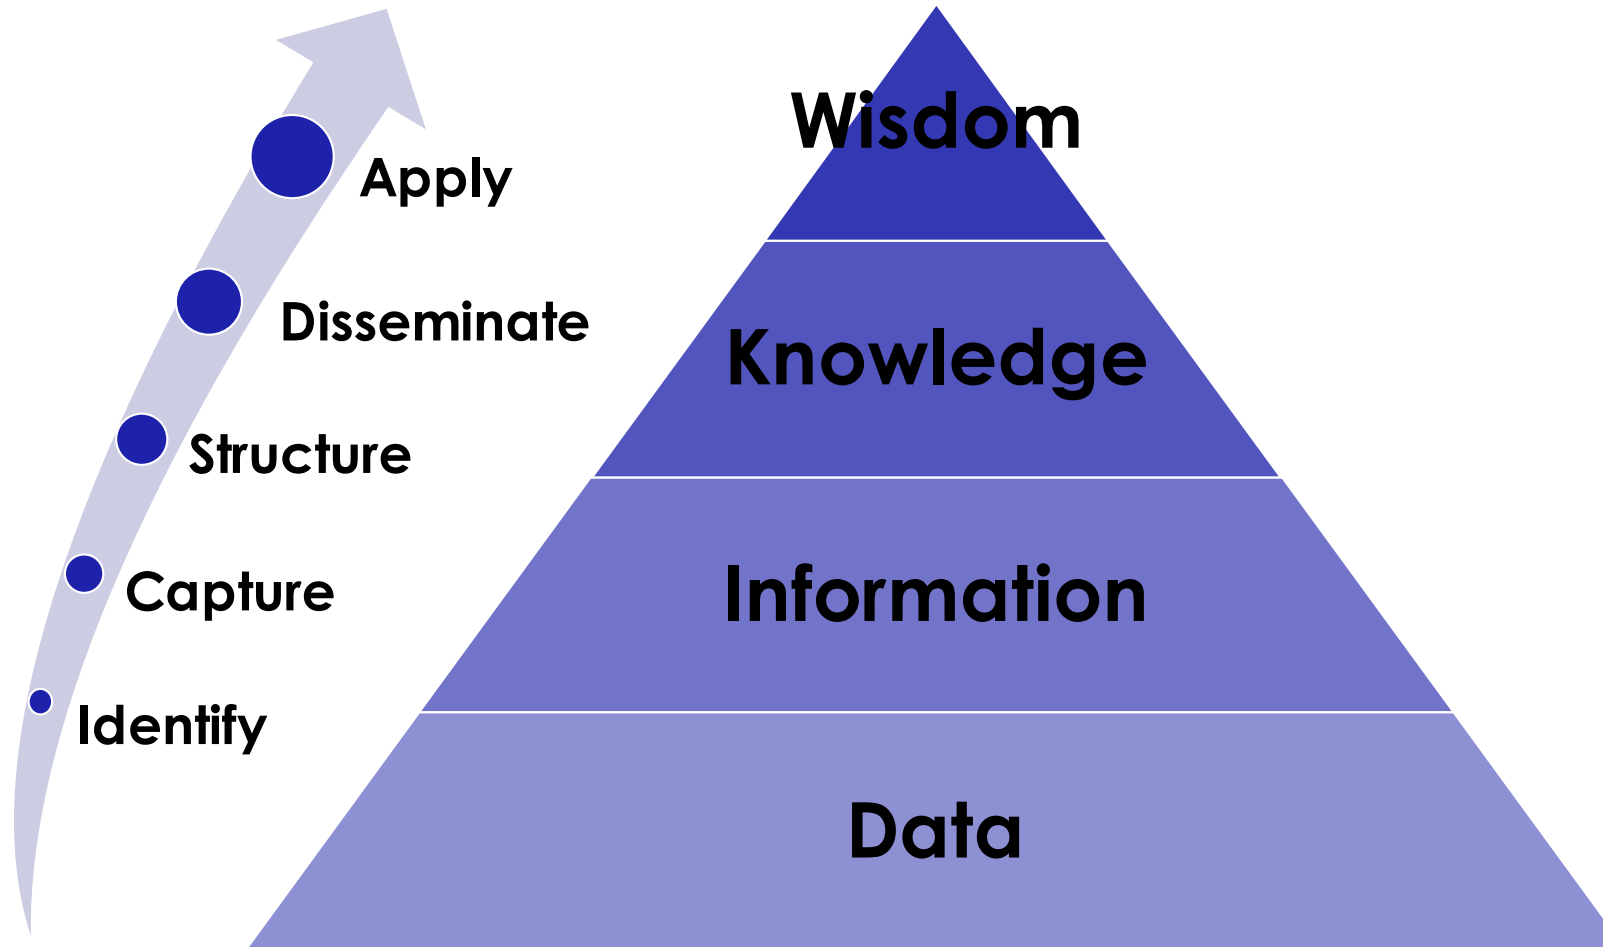 Apply
Disseminate
Structure
Capture
Identify
Wisdom
Knowledge
Information
Data